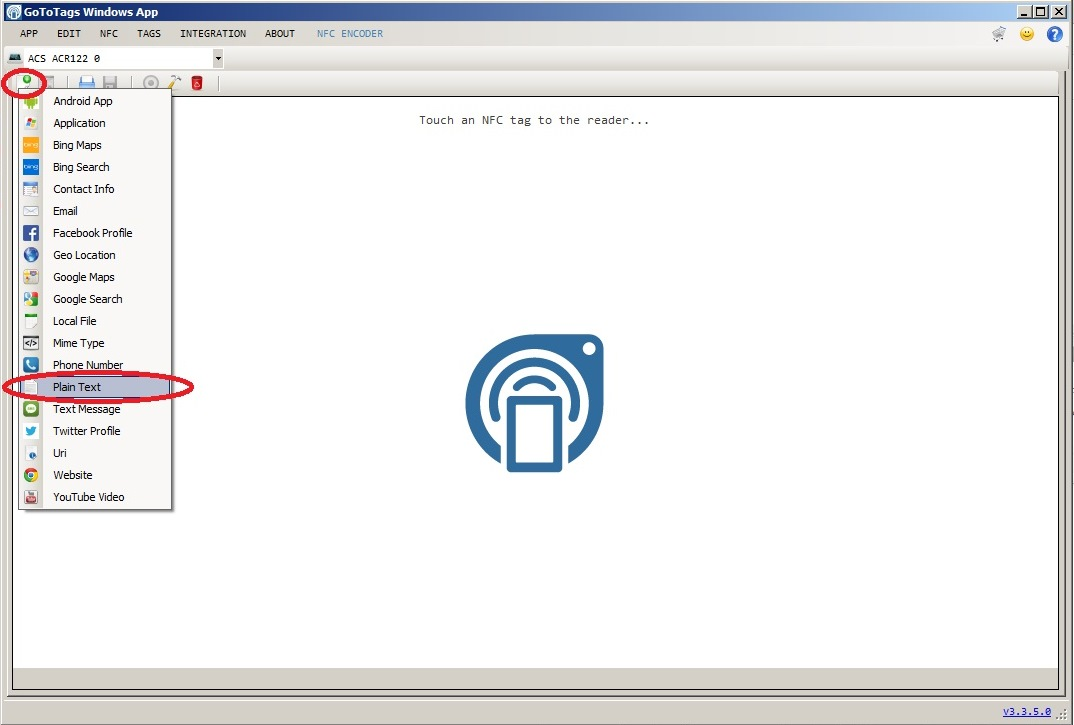 GoToTags Windows App
APP EDIT NFC TAGS INTEGRATION ABOUT NFC ENCODER
ACS ACR122 0
Touch an NFC tag to the reader...
Android App
Application
bing Bing Maps
bing Bing Search
Contact Info
Email
Facebook Profile
Geo Location
Google Maps
Google Search
Local File
Mime Type
Phone Number
Plain Text
Text Message
Twitter Profile
Uri
Website
YouTube Video
v3.3.5.0